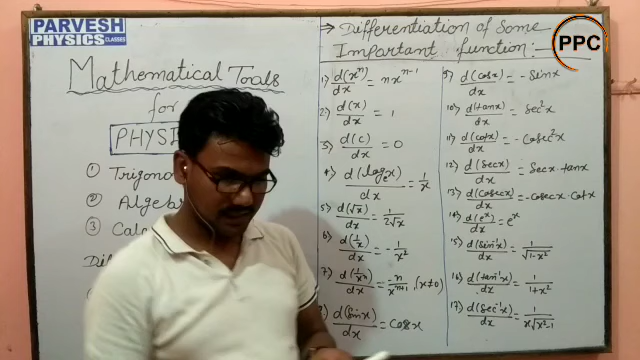 PARVESH
PHYSICS CLASSES
Mathematical Tools
for
PHYSI
① Trigono
② Algeb
③ Calc
→ Differentiation of Some
Important function:-
1) d(xⁿ)/dx = nxⁿ⁻¹
2) d(x)/dx = 1
3) d(c)/dx = 0
4) d(logₑx)/dx = 1/x
5) d(√x)/dx = 1/2√x
6) d(1/x)/dx = -1/x²
7) d(1/xⁿ)/dx = n/xⁿ⁺¹, (x≠0)
d(sinx)/dx = cosx
9) d(cosx)/dx = -sinx
10) d(tanx)/dx = sec²x
11) d(cotx)/dx = -cosec²x
12) d(secx)/dx = secx·tanx
13) d(cosecx)/dx = -cosecx·cotx
14) d(eˣ)/dx = eˣ
15) d(sin⁻¹x)/dx = 1/√1-x²
16) d(tan⁻¹x)/dx = 1/1+x²
17) d(sec⁻¹x)/dx = 1/x√x²-1
PPC